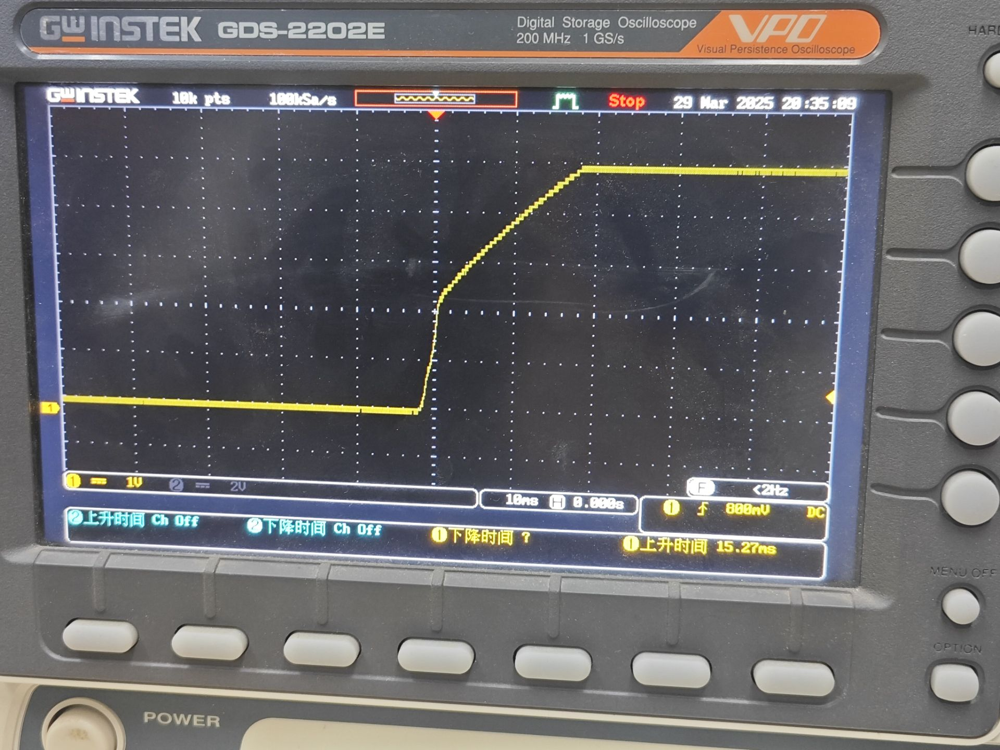 GW INSTEK GDS-2202E
Digital Storage Oscilloscope
200 MHz 1 GS/s
VPO
Visual Persistence Oscilloscope
HARD
GW INSTEK 10k pts 100kSa/s Stop 29 Mar 2025 20:35:09
1
1 1V 2 2V
10ms H 0.000s
F <2Hz
1 800mV DC
2上升时间 Ch Off 2下降时间 Ch Off 1下降时间 ? 1上升时间 15.27ms
MENU OFF
OPTION
POWER